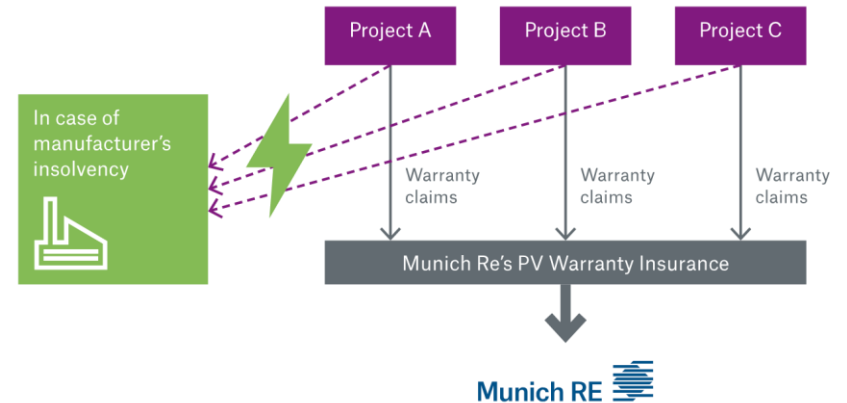 Project A
Project B
Project C
In case of
manufacturer’s
insolvency
Warranty
claims
Warranty
claims
Warranty
claims
Munich Re’s PV Warranty Insurance
Munich RE